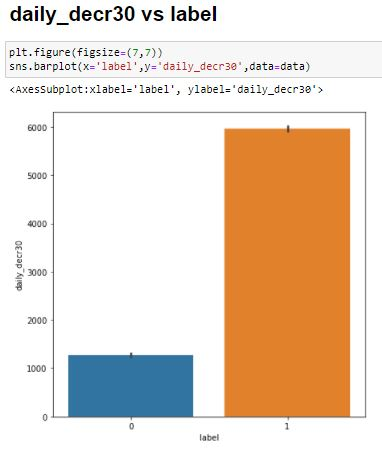 daily_decr30 vs label
plt.figure(figsize=(7,7))
sns.barplot(x='label',y='daily_decr30',data=data)
<AxesSubplot:xlabel='label', ylabel='daily_decr30'>
6000
5000
4000
3000
2000
1000
0
daily_decr30
0 1
label